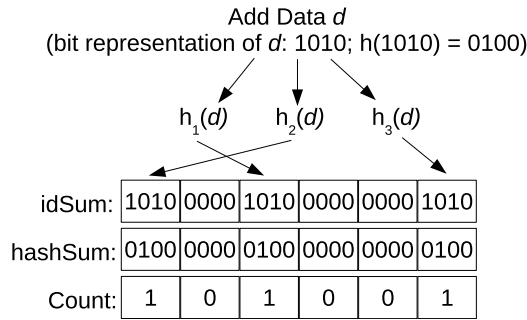 Add Data d
(bit representation of d: 1010; h(1010) = 0100)
h1(d) h2(d) h3(d)
idSum: 1010 0000 1010 0000 0000 1010
hashSum: 0100 0000 0100 0000 0000 0100
Count: 1 0 1 0 0 1